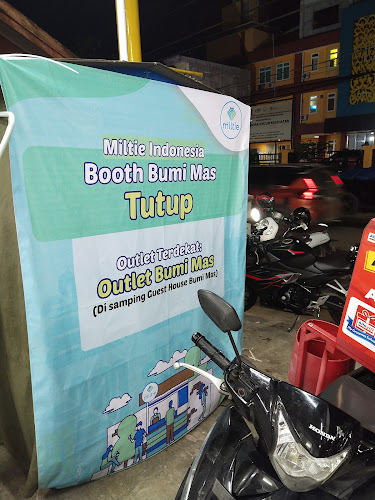 miltie
Miltie Indonesia
Booth Bumi Mas
Tutup
Outlet Terdekat:
Outlet Bumi Mas
(Di samping Guest House Bumi Mas)
HONDA